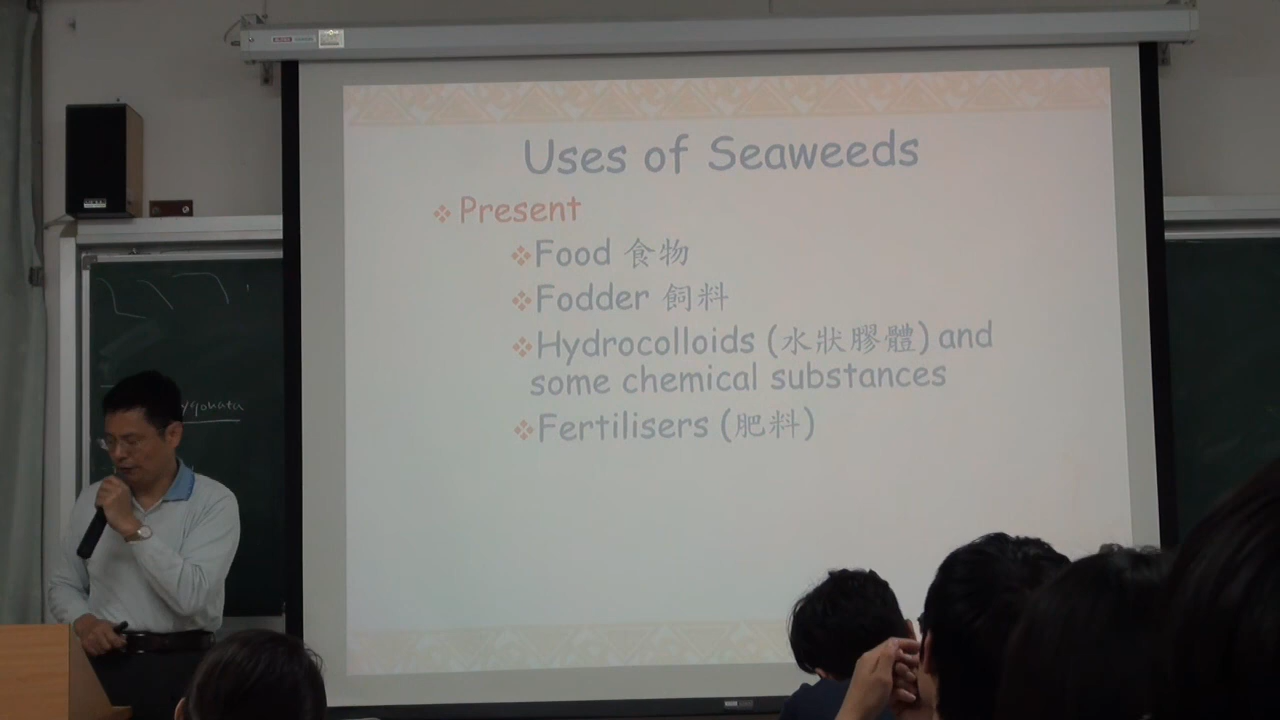 Uses of Seaweeds
Present
Food 食物
Fodder 飼料
Hydrocolloids (水狀膠體) and
some chemical substances
Fertilisers (肥料)